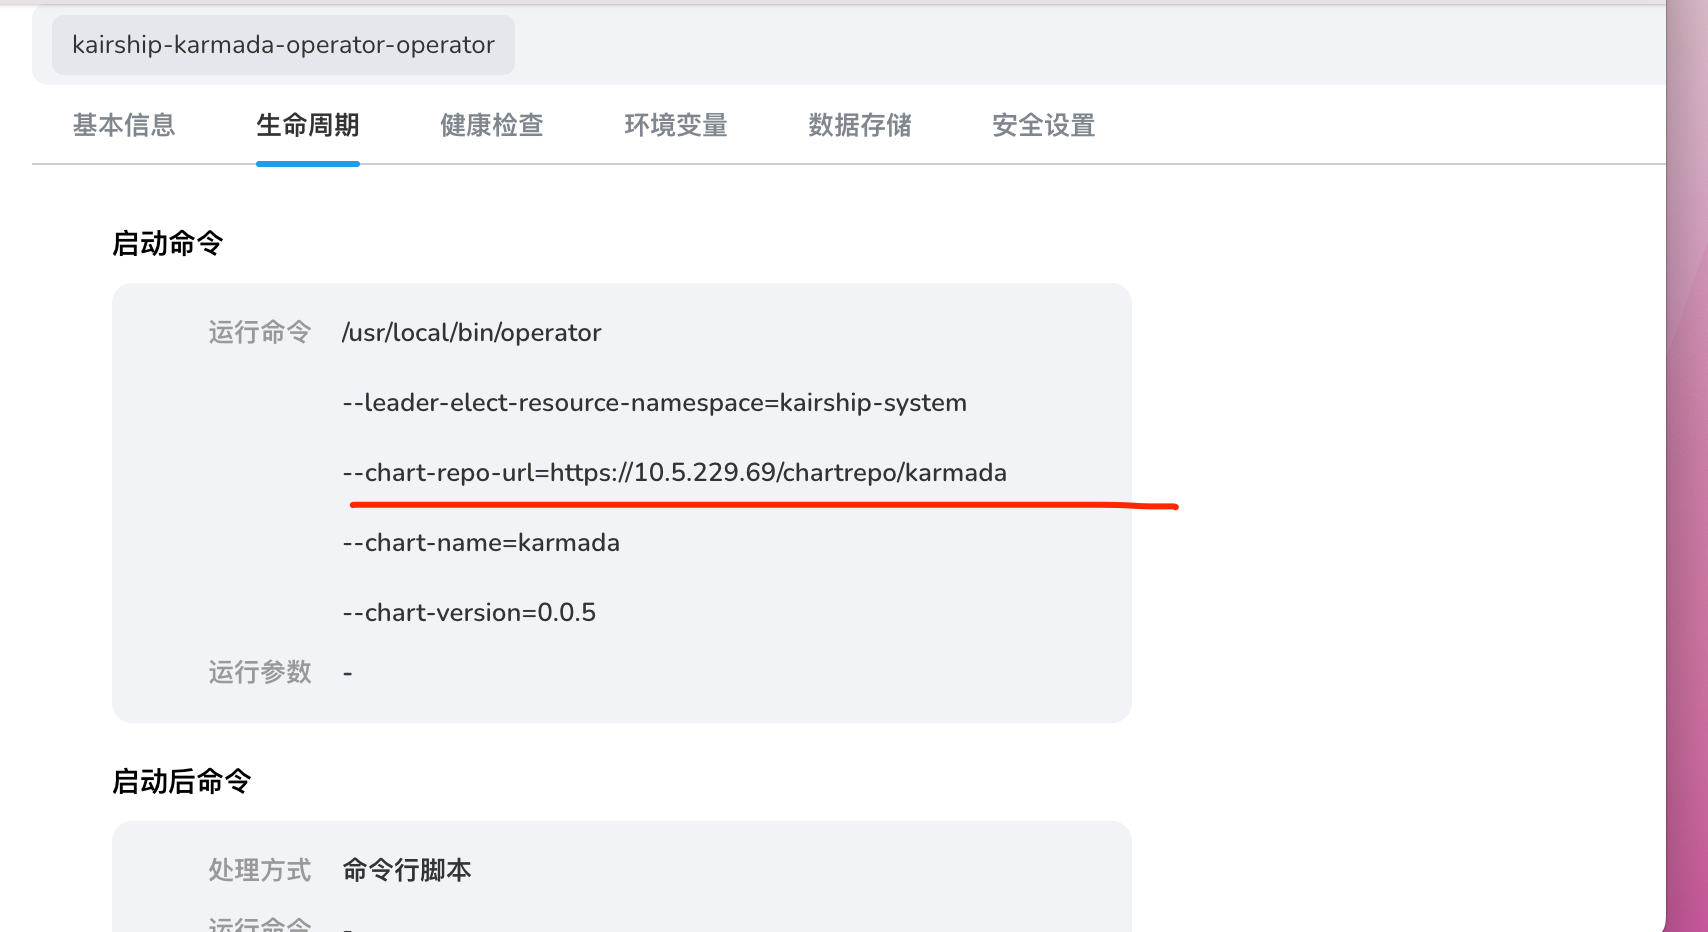 kairship-karmada-operator-operator
基本信息 生命周期 健康检查 环境变量 数据存储 安全设置
启动命令
运行命令 /usr/local/bin/operator
--leader-elect-resource-namespace=kairship-system
--chart-repo-url=https://10.5.229.69/chartrepo/karmada
--chart-name=karmada
--chart-version=0.0.5
运行参数 -
启动后命令
处理方式 命令行脚本
运行命令 -